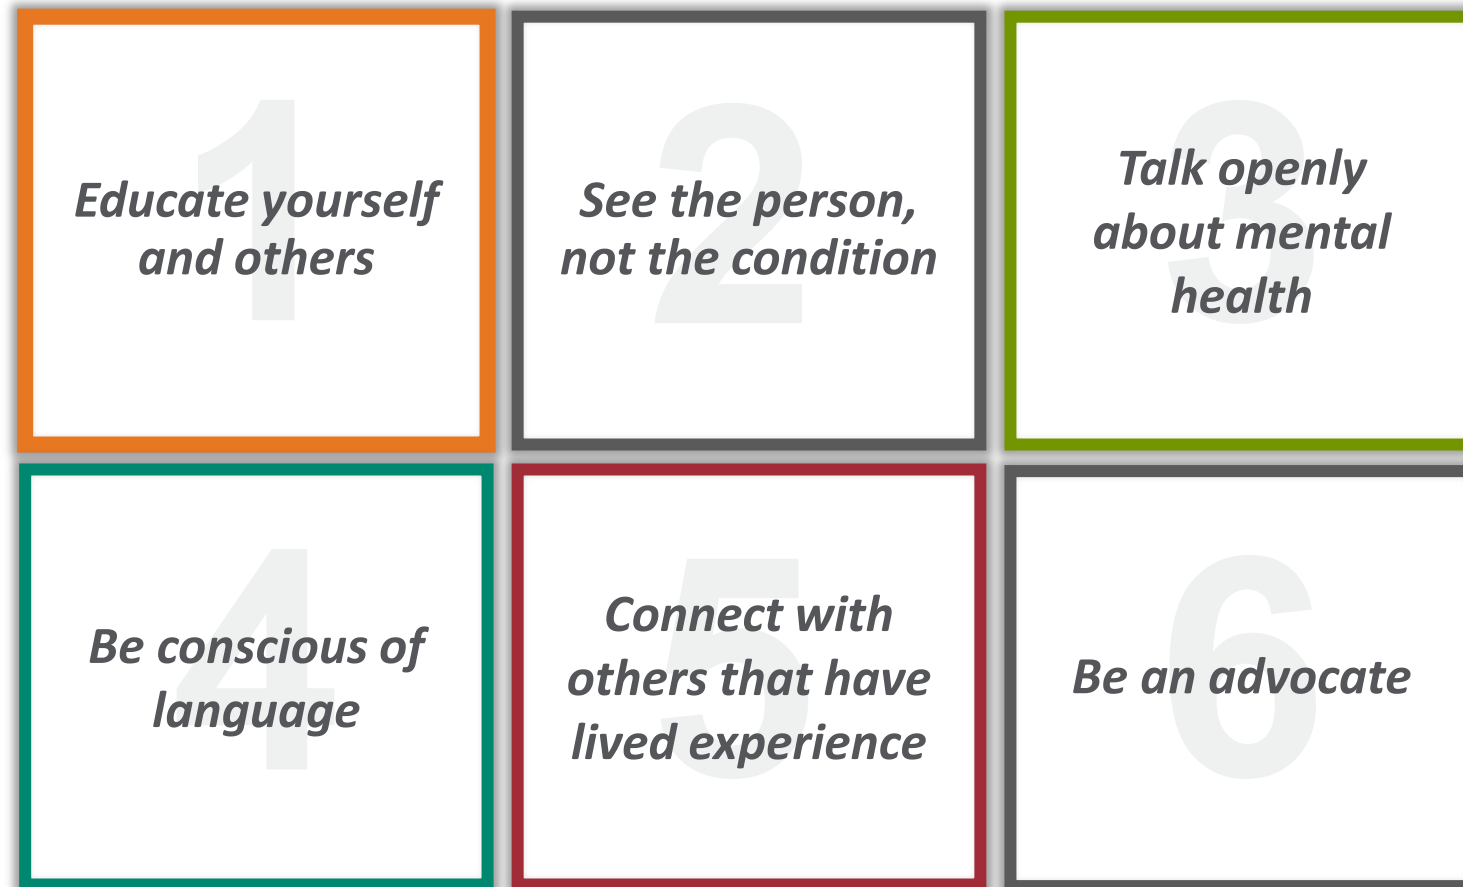 1
Educate yourself
and others
2
See the person,
not the condition
3
Talk openly
about mental
health
4
Be conscious of
language
5
Connect with
others that have
lived experience
6
Be an advocate